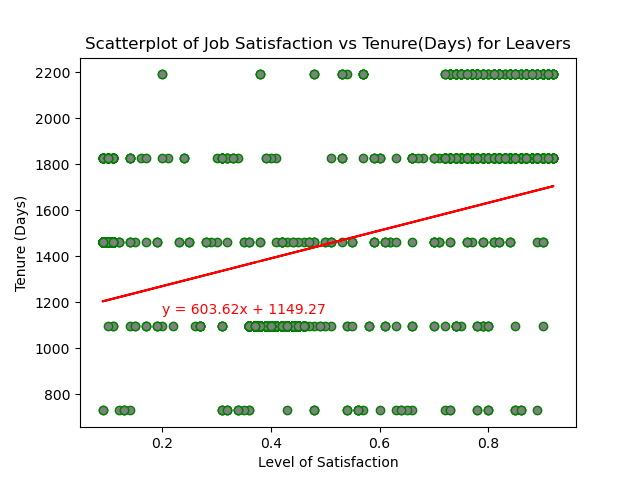 Scatterplot of Job Satisfaction vs Tenure(Days) for Leavers
2200
2000
1800
1600
1400
1200
1000
800
Tenure (Days)
y = 603.62x + 1149.27
0.2 0.4 0.6 0.8
Level of Satisfaction